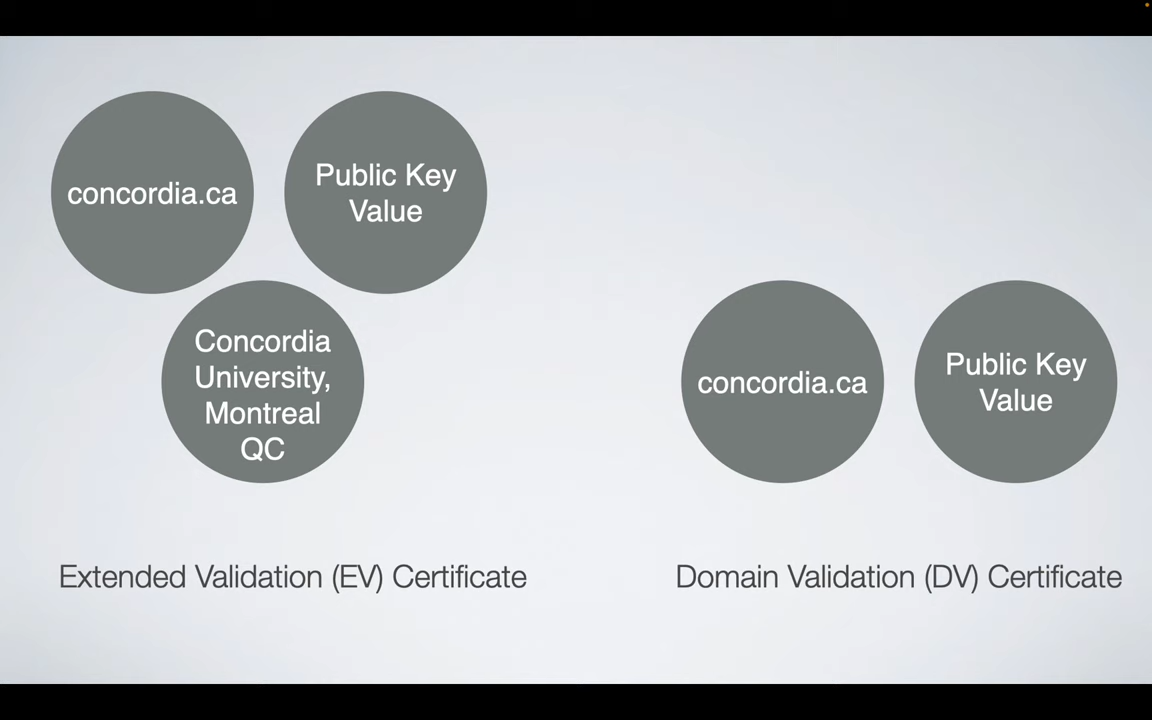 concordia.ca
Public Key
Value
Concordia
University,
Montreal
QC
Extended Validation (EV) Certificate
concordia.ca
Public Key
Value
Domain Validation (DV) Certificate